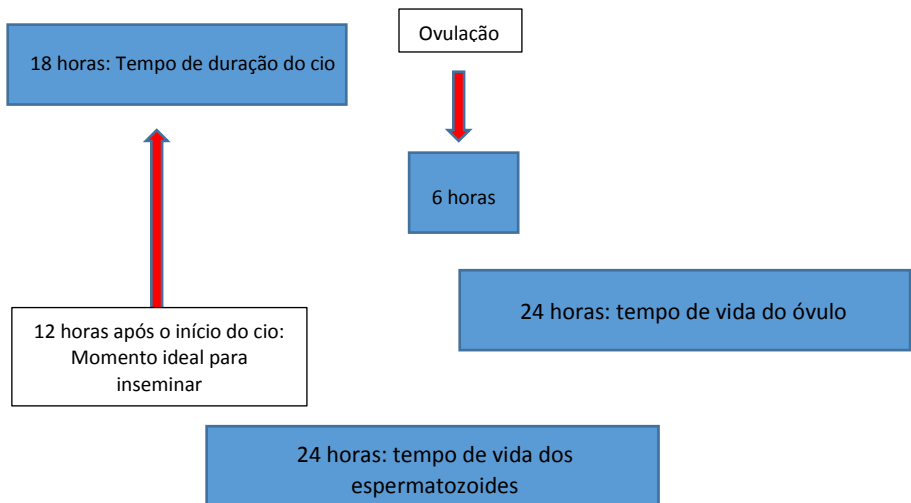 Ovulação
18 horas: Tempo de duração do cio
6 horas
24 horas: tempo de vida do óvulo
12 horas após o início do cio:
Momento ideal para
inseminar
24 horas: tempo de vida dos
espermatozoides